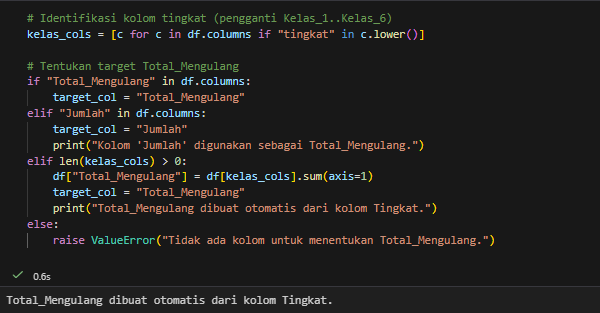 # Identifikasi kolom tingkat (pengganti Kelas_1..Kelas_6)
kelas_cols = [c for c in df.columns if "tingkat" in c.lower()]
# Tentukan target Total_Mengulang
if "Total_Mengulang" in df.columns:
    target_col = "Total_Mengulang"
elif "Jumlah" in df.columns:
    target_col = "Jumlah"
    print("Kolom 'Jumlah' digunakan sebagai Total_Mengulang.")
elif len(kelas_cols) > 0:
    df["Total_Mengulang"] = df[kelas_cols].sum(axis=1)
    target_col = "Total_Mengulang"
    print("Total_Mengulang dibuat otomatis dari kolom Tingkat.")
else:
    raise ValueError("Tidak ada kolom untuk menentukan Total_Mengulang.")
0.6s
Total_Mengulang dibuat otomatis dari kolom Tingkat.